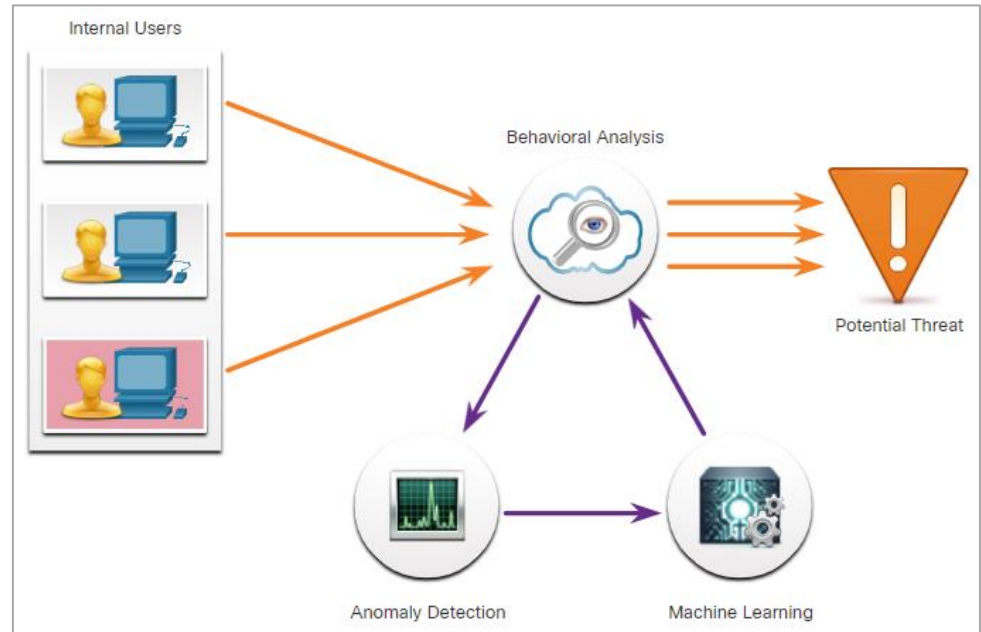 Internal Users
Behavioral Analysis
Potential Threat
Anomaly Detection
Machine Learning